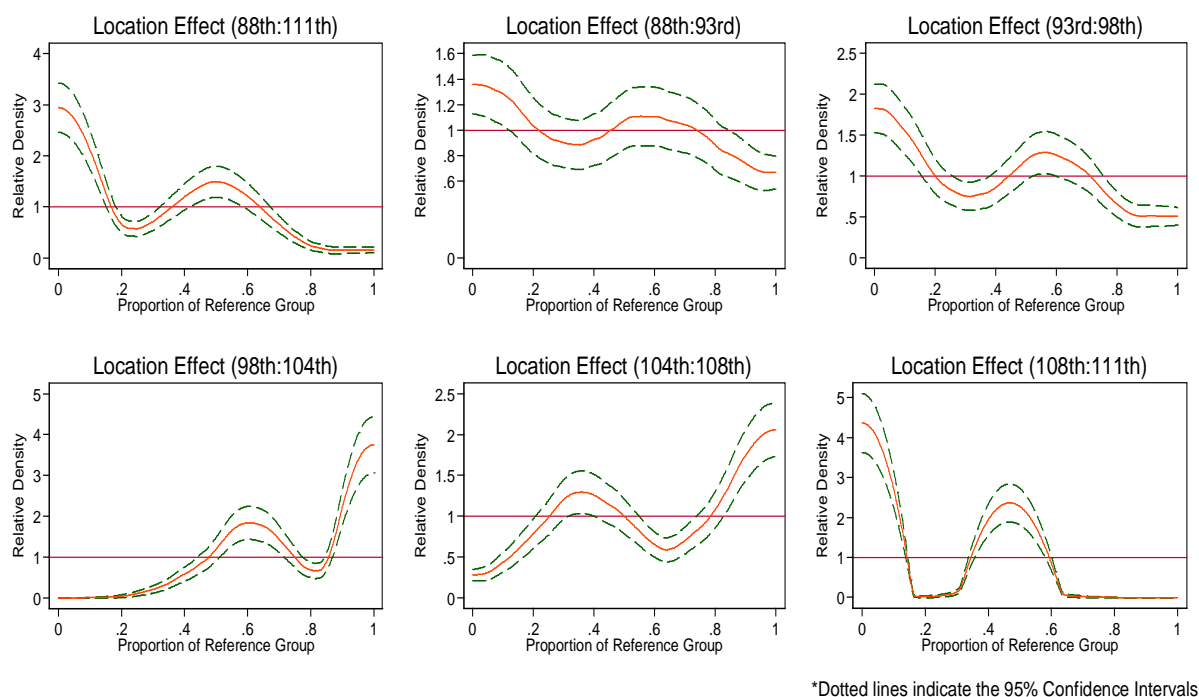 Location Effect (88th:111th)
Relative Density
4
3
2
1
0
0 .2 .4 .6 .8 1
Proportion of Reference Group
Location Effect (88th:93rd)
Relative Density
1.6
1.4
1.2
1
.8
.6
0
0 .2 .4 .6 .8 1
Proportion of Reference Group
Location Effect (93rd:98th)
Relative Density
2.5
2
1.5
1
.5
0
0 .2 .4 .6 .8 1
Proportion of Reference Group
Location Effect (98th:104th)
Relative Density
5
4
3
2
1
0
0 .2 .4 .6 .8 1
Proportion of Reference Group
Location Effect (104th:108th)
Relative Density
2.5
2
1.5
1
.5
0
0 .2 .4 .6 .8 1
Proportion of Reference Group
Location Effect (108th:111th)
Relative Density
5
4
3
2
1
0
0 .2 .4 .6 .8 1
Proportion of Reference Group
*Dotted lines indicate the 95% Confidence Intervals